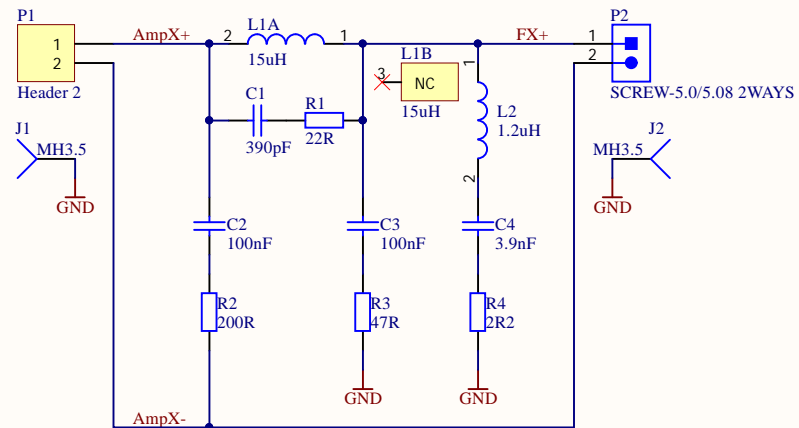 P1
1
2
Header 2
AmpX+
2
L1A
1
15uH
L1B
3
NC
15uH
FX+
1
2
P2
SCREW-5.0/5.08 2WAYS
C1
390pF
R1
22R
1
L2
1.2uH
2
J1
MH3.5
GND
J2
MH3.5
GND
C2
100nF
C3
100nF
C4
3.9nF
R2
200R
R3
47R
R4
2R2
GND
GND
AmpX-